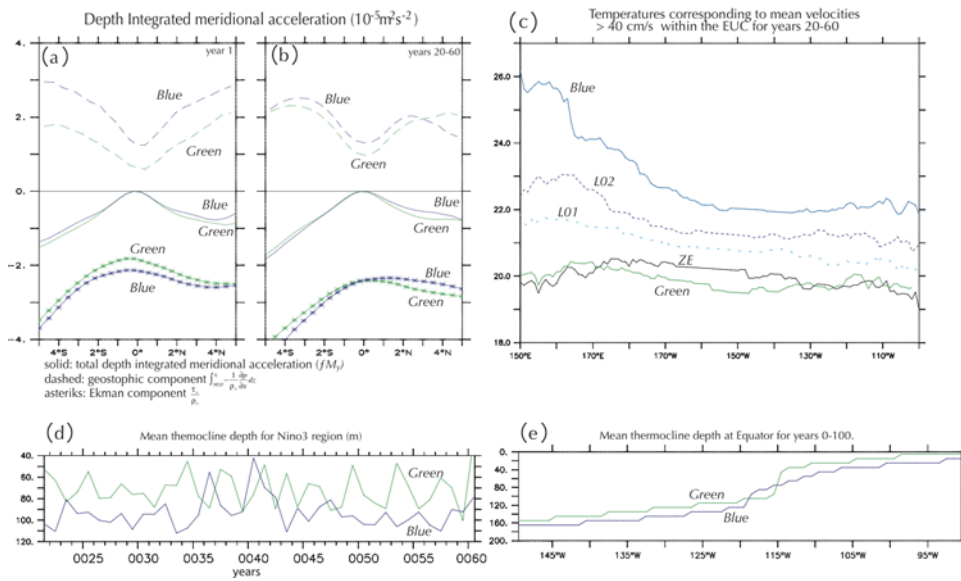 Depth Integrated meridional acceleration (10⁻⁵m²s⁻²)
(a)
year 1
4.
2.
0.
-2.
-4.
Blue
Green
Blue
Green
Green
Blue
4°S 2°S 0° 2°N 4°N
(b)
years 20-60
Blue
Green
Blue
Green
Blue
Green
4°S 2°S 0° 2°N 4°N
solid: total depth integrated meridional acceleration (fMy)
dashed: geostophic component
asteriks: Ekman component
(c)
Temperatures corresponding to mean velocities
> 40 cm/s within the EUC for years 20-60
26.0
24.0
22.0
20.0
18.0
Blue
L02
L01
ZE
Green
150°E 170°E 170°W 150°W 130°W 110°W
(d)
Mean thermocline depth for Nino3 region (m)
40.
60.
80.
100.
120.
Green
Blue
0025 0030 0035 0040 0045 0050 0055 0060
years
(e)
Mean thermocline depth at Equator for years 0-100.
0.
40.
80.
120.
160.
200.
Green
Blue
145°W 135°W 125°W 115°W 105°W 95°W